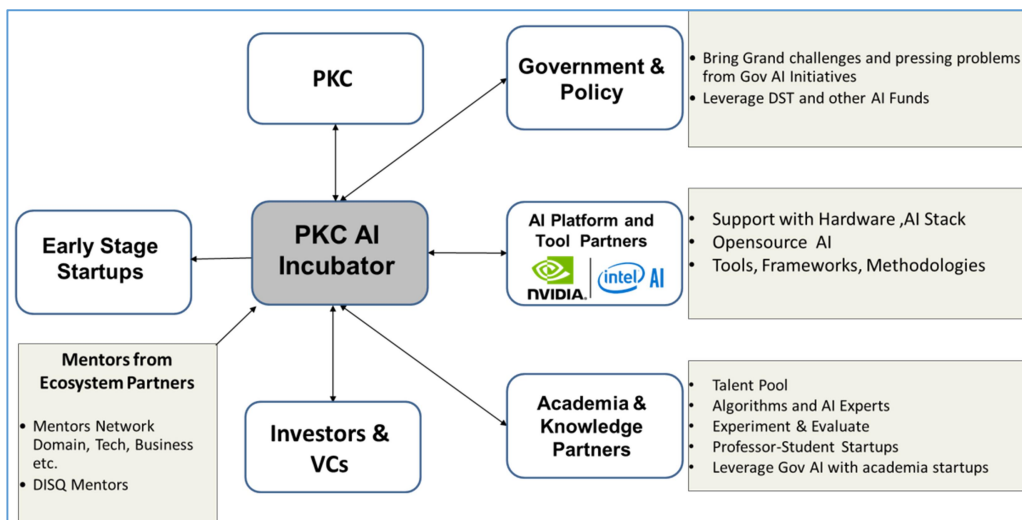 PKC
Government &
Policy
• Bring Grand challenges and pressing problems
from Gov AI Initiatives
• Leverage DST and other AI Funds
Early Stage
Startups
PKC AI
Incubator
AI Platform and
Tool Partners
NVIDIA.
intel AI
• Support with Hardware ,AI Stack
• Opensource AI
• Tools, Frameworks, Methodologies
Mentors from
Ecosystem Partners
• Mentors Network
Domain, Tech, Business
etc.
• DISQ Mentors
Investors &
VCs
Academia &
Knowledge
Partners
• Talent Pool
• Algorithms and AI Experts
• Experiment & Evaluate
• Professor-Student Startups
• Leverage Gov AI with academia startups